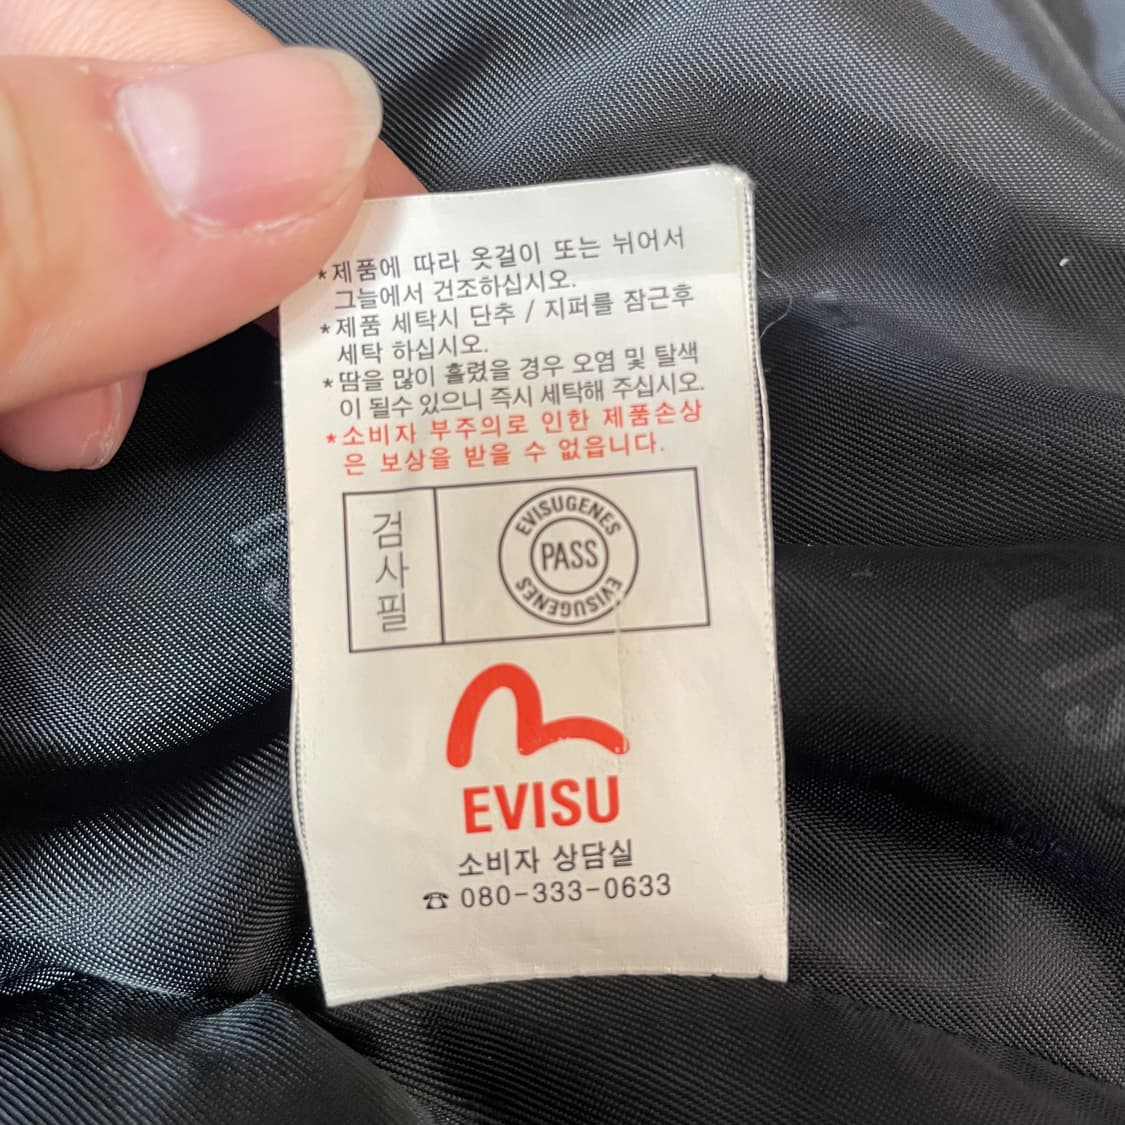 *제품에 따라 옷걸이 또는 뉘어서
그늘에서 건조하십시오.
*제품 세탁시 단추 / 지퍼를 잠근후
세탁 하십시오.
*땀을 많이 흘렸을 경우 오염 및 탈색
이 될수 있으니 즉시 세탁해 주십시오.
*소비자 부주의로 인한 제품손상
은 보상을 받을 수 없읍니다.
검사필
EVISUGENES
PASS
EVISUGENES
EVISU
소비자 상담실
☎ 080-333-0633